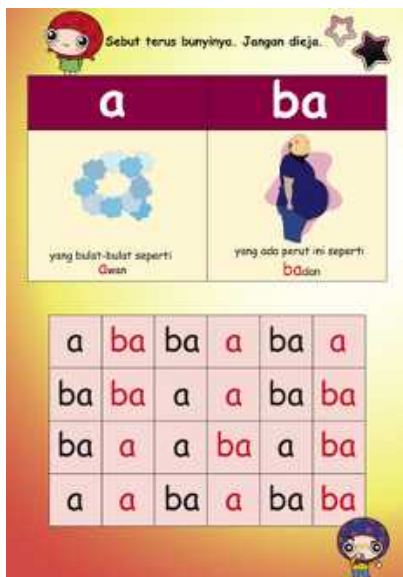 Sebut terus bunyinya. Jangan dieja.
a ba
yang bulat-bulat seperti
awan
yang ada perut ini seperti
badan
a ba ba a ba a
ba ba a a ba ba
ba a a ba a ba
a a ba a ba ba